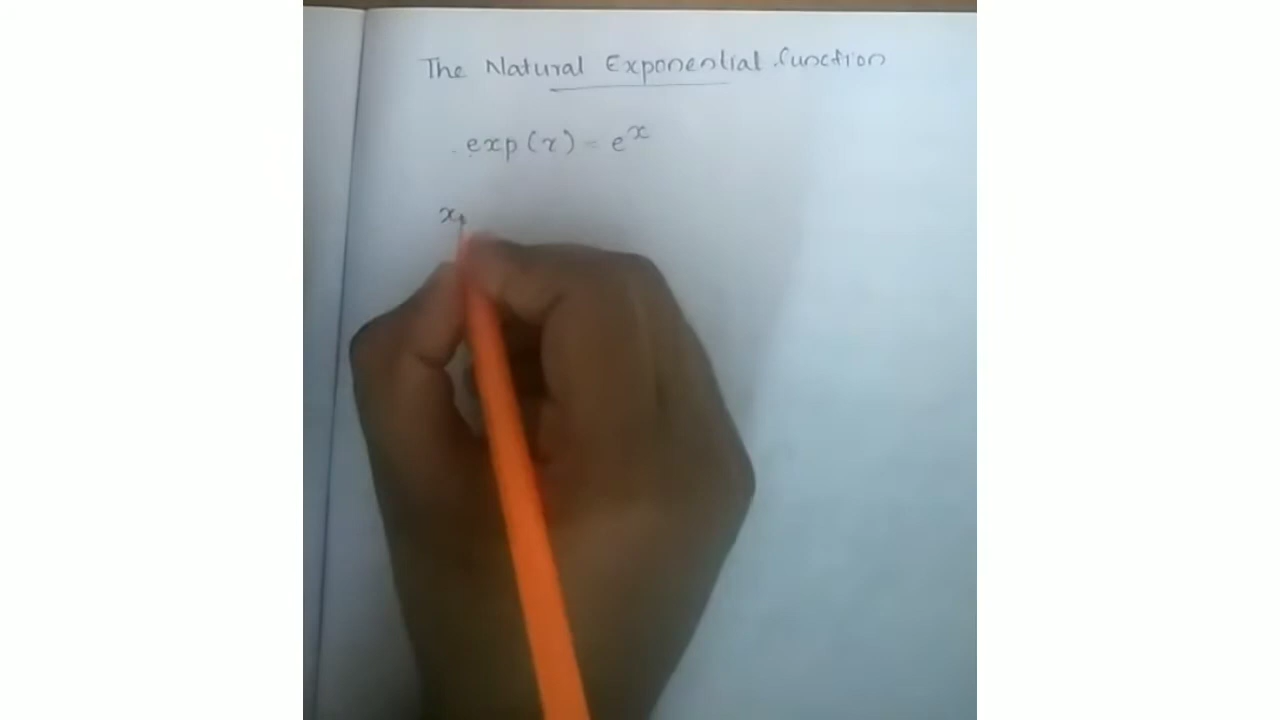 The Natural Exponential function
exp(x) = e^x
x